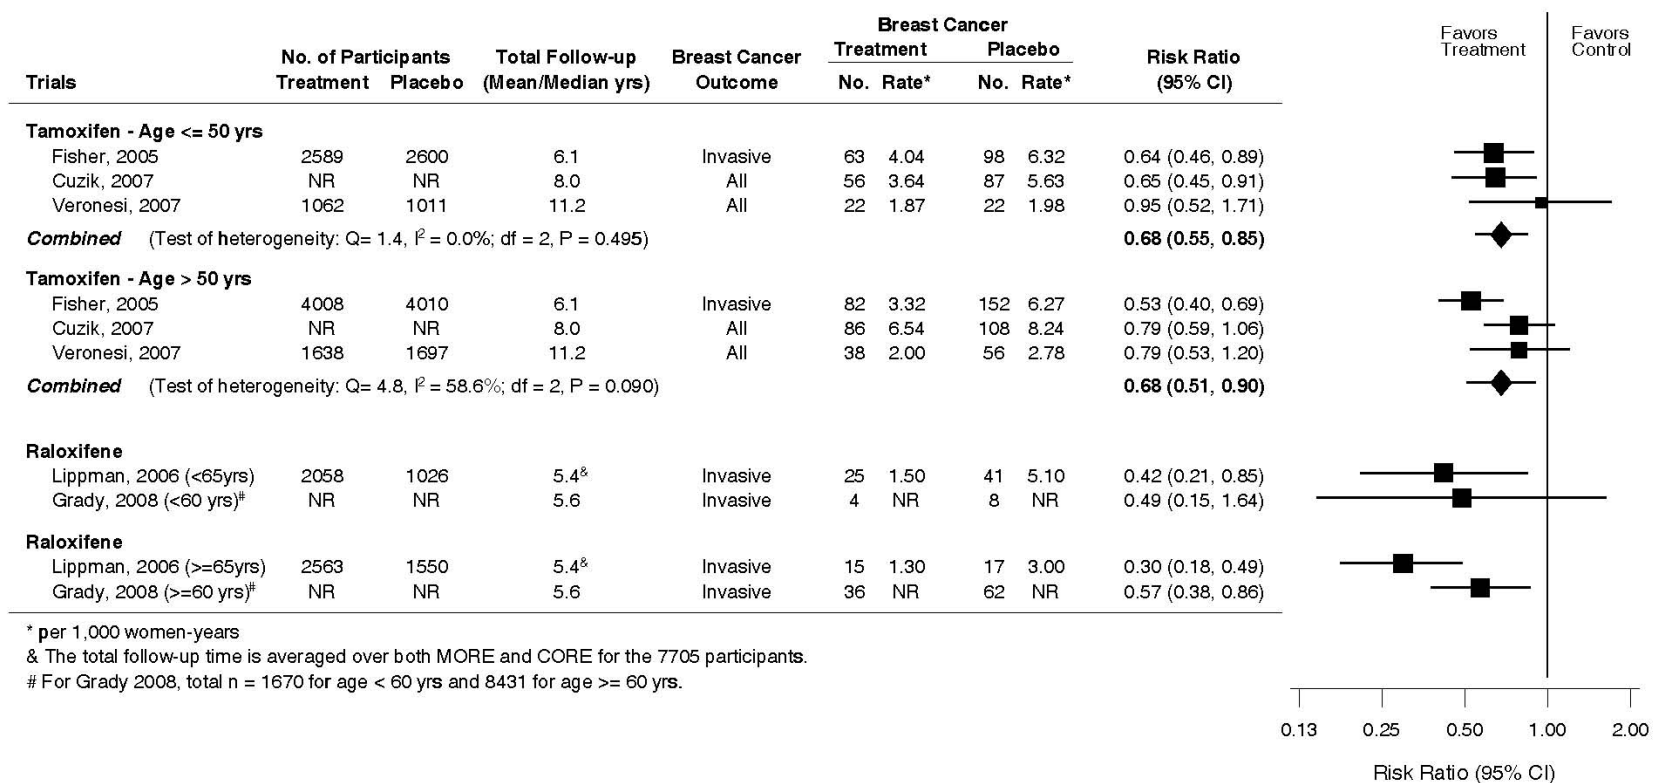 Breast Cancer
Favors Treatment Favors Control
No. of Participants Total Follow-up Breast Cancer Treatment Placebo Risk Ratio
Trials Treatment Placebo (Mean/Median yrs) Outcome No. Rate* No. Rate* (95% CI)
Tamoxifen - Age <= 50 yrs
Fisher, 2005 2589 2600 6.1 Invasive 63 4.04 98 6.32 0.64 (0.46, 0.89)
Cuzik, 2007 NR NR 8.0 All 56 3.64 87 5.63 0.65 (0.45, 0.91)
Veronesi, 2007 1062 1011 11.2 All 22 1.87 22 1.98 0.95 (0.52, 1.71)
Combined (Test of heterogeneity: Q= 1.4, I² = 0.0%; df = 2, P = 0.495) 0.68 (0.55, 0.85)
Tamoxifen - Age > 50 yrs
Fisher, 2005 4008 4010 6.1 Invasive 82 3.32 152 6.27 0.53 (0.40, 0.69)
Cuzik, 2007 NR NR 8.0 All 86 6.54 108 8.24 0.79 (0.59, 1.06)
Veronesi, 2007 1638 1697 11.2 All 38 2.00 56 2.78 0.79 (0.53, 1.20)
Combined (Test of heterogeneity: Q= 4.8, I² = 58.6%; df = 2, P = 0.090) 0.68 (0.51, 0.90)
Raloxifene
Lippman, 2006 (<65yrs) 2058 1026 5.4& Invasive 25 1.50 41 5.10 0.42 (0.21, 0.85)
Grady, 2008 (<60 yrs)# NR NR 5.6 Invasive 4 NR 8 NR 0.49 (0.15, 1.64)
Raloxifene
Lippman, 2006 (>=65yrs) 2563 1550 5.4& Invasive 15 1.30 17 3.00 0.30 (0.18, 0.49)
Grady, 2008 (>=60 yrs)# NR NR 5.6 Invasive 36 NR 62 NR 0.57 (0.38, 0.86)
* per 1,000 women-years
& The total follow-up time is averaged over both MORE and CORE for the 7705 participants.
# For Grady 2008, total n = 1670 for age < 60 yrs and 8431 for age >= 60 yrs.
0.13 0.25 0.50 1.00 2.00
Risk Ratio (95% CI)